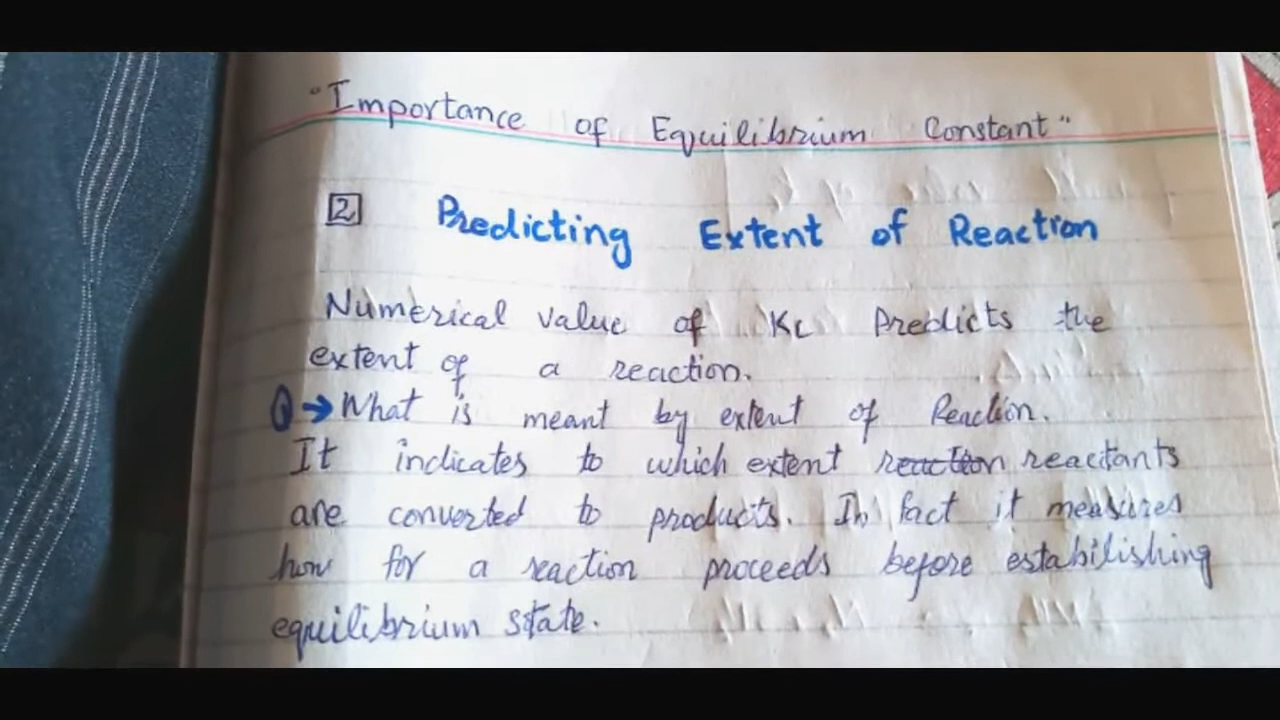 "Importance of Equilibrium Constant"
2 Predicting Extent of Reaction
Numerical value of Kc Predicts the
extent of a reaction.
Q → What is meant by extent of Reaction.
It indicates to which extent reaction reactants
are converted to products. In fact it measures
how for a reaction proceeds before estabilishing
equilibrium state.